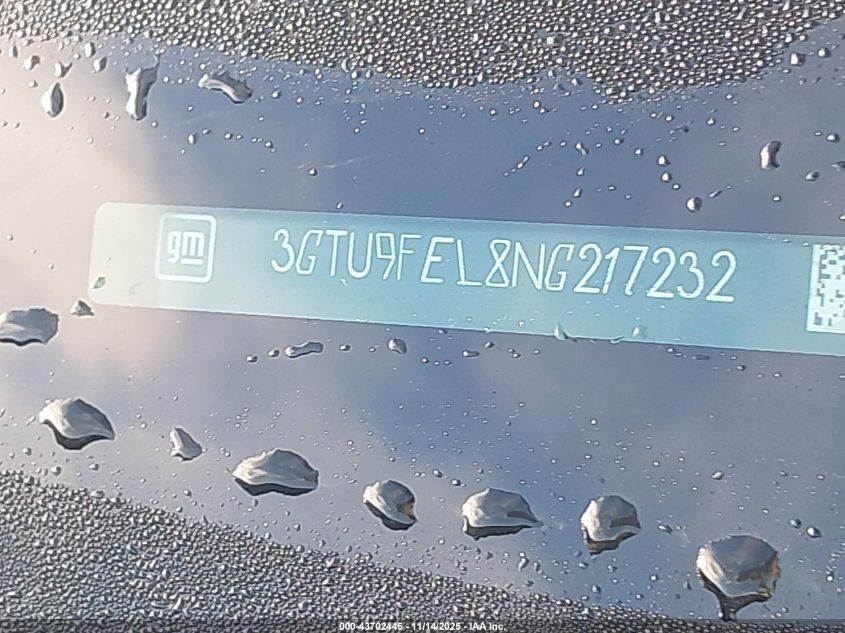 gm 3GTU9FEL8NG217232
000-43702446 - 11/14/2025 - IAA Inc.